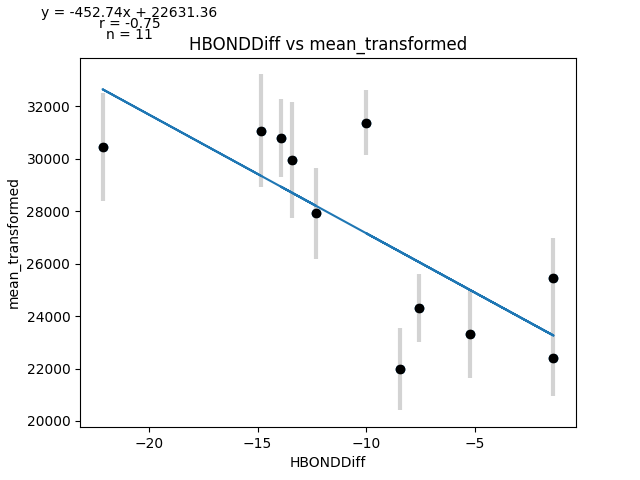 y = -452.74x + 22631.36
r = -0.75
n = 11
HBONDDiff vs mean_transformed
mean_transformed
32000
30000
28000
26000
24000
22000
20000
−20
−15
−10
−5
HBONDDiff